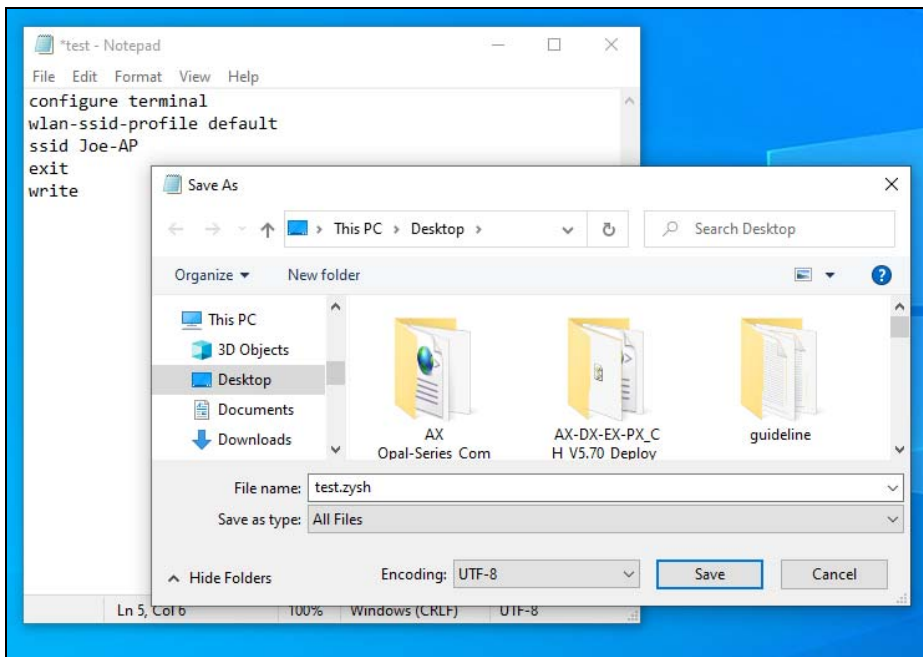 *test - Notepad
File Edit Format View Help
configure terminal
wlan-ssid-profile default
ssid Joe-AP
exit
write
Save As
This PC > Desktop >
Search Desktop
Organize
New folder
This PC
3D Objects
Desktop
Documents
Downloads
AX
Opal-Series Com
AX-DX-EX-PX_C
H V5.70 Deploy
guideline
File name: test.zysh
Save as type: All Files
Hide Folders
Encoding: UTF-8
Save
Cancel
Ln 5, Col 6
100%
Windows (CRLF)
UTF-8